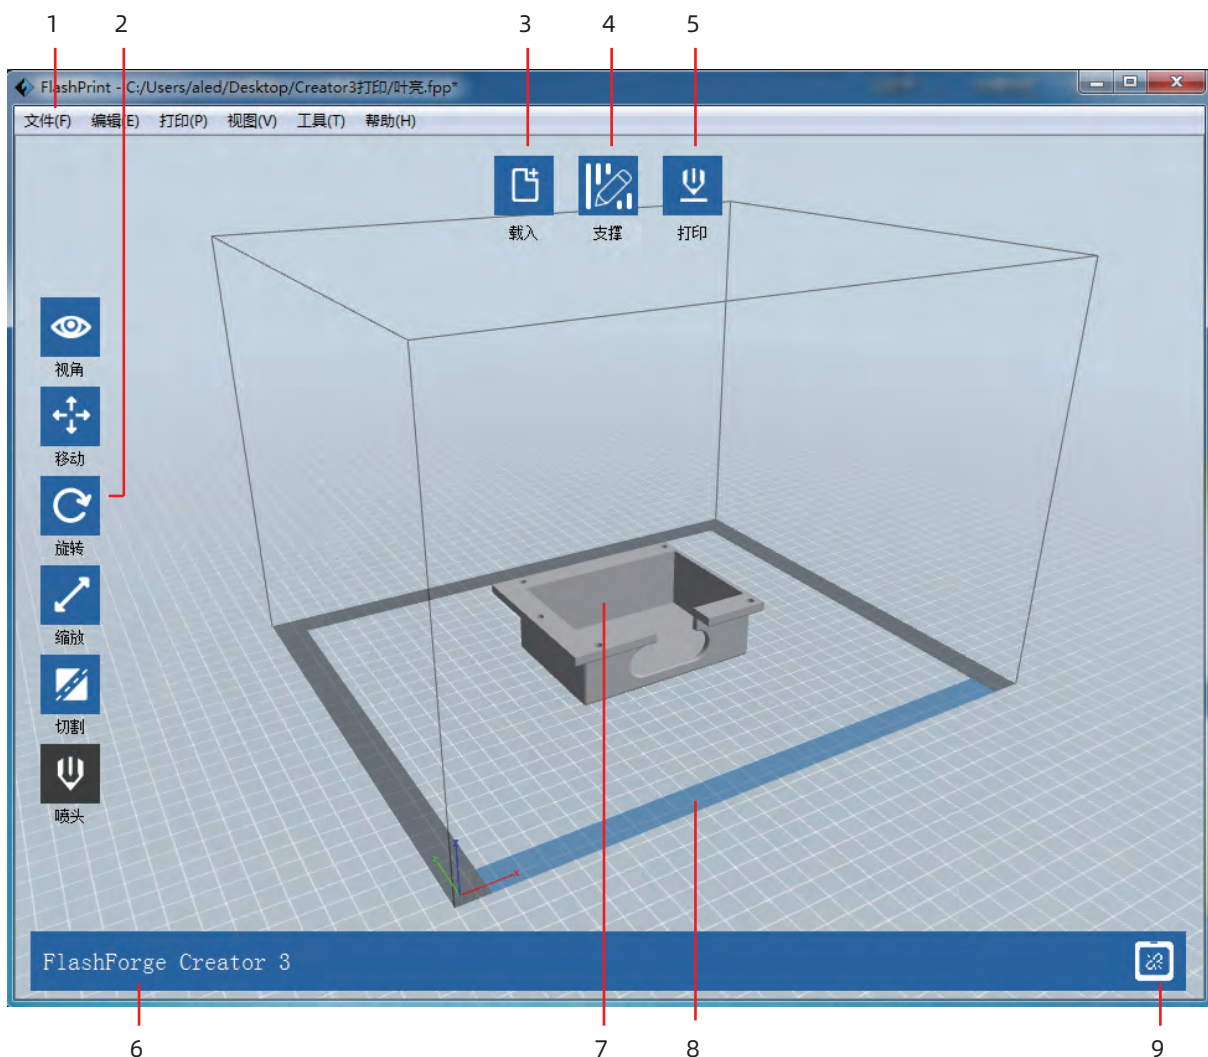 1 2 3 4 5
FlashPrint - C:/Users/aled/Desktop/Creator3打印/叶亮.fpp*
文件(F) 编辑(E) 打印(P) 视图(V) 工具(T) 帮助(H)
载入 支撑 打印
视角
移动
旋转
缩放
切割
喷头
z
Y
X
FlashForge Creator 3
6 7 8 9